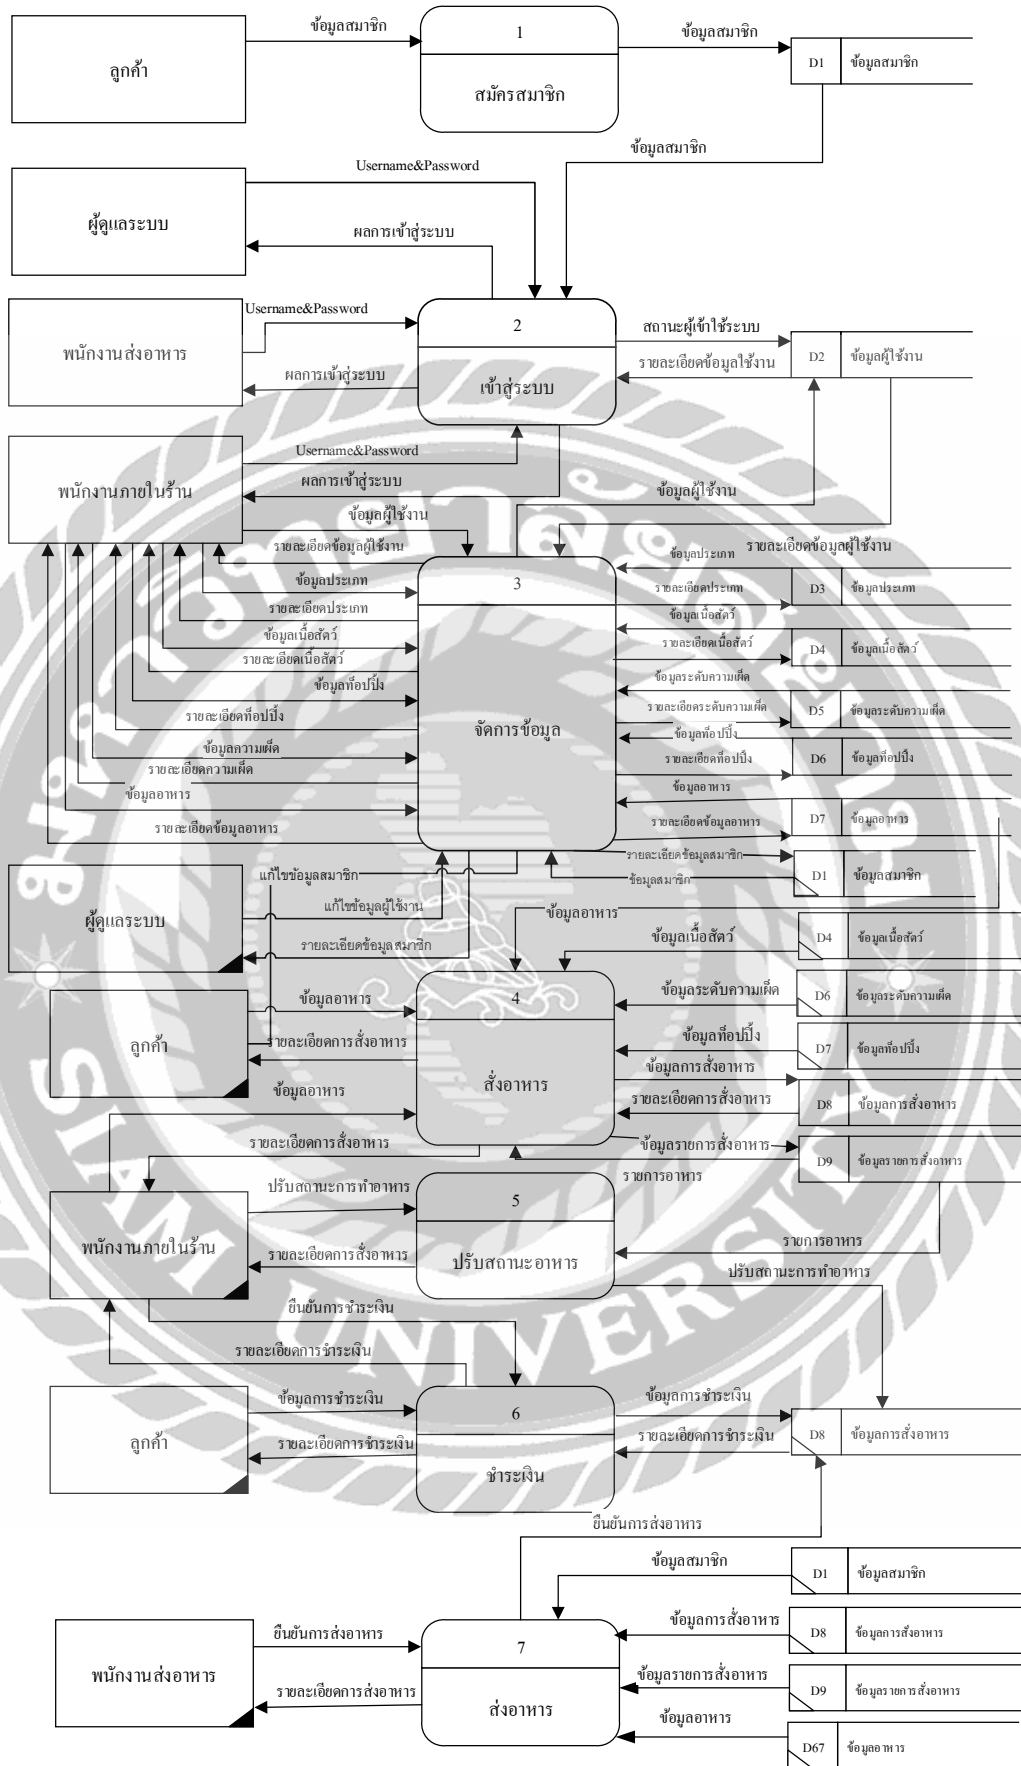 ข้อมูลสมาชิก
1
ข้อมูลสมาชิก
ลูกค้า
D1 ข้อมูลสมาชิก
สมัครสมาชิก
ข้อมูลสมาชิก
Username&Password
ผู้ดูแลระบบ
ผลการเข้าสู่ระบบ
Username&Password
2
สถานะผู้เข้าใช้ระบบ
พนักงานส่งอาหาร
D2 ข้อมูลผู้ใช้งาน
รายละเอียดข้อมูลใช้งาน
ผลการเข้าสู่ระบบ
เข้าสู่ระบบ
Username&Password
ผลการเข้าสู่ระบบ
พนักงานภายในร้าน
ข้อมูลผู้ใช้งาน
ข้อมูลผู้ใช้งาน
รายละเอียดข้อมูลผู้ใช้งาน
รายละเอียดข้อมูลผู้ใช้งาน
ข้อมูลประเภท
3
ข้อมูลประเภท
รายละเอียดประเภท
D3 ข้อมูลประเภท
รายละเอียดประเภท
ข้อมูลเนื้อสัตว์
ข้อมูลเนื้อสัตว์
รายละเอียดเนื้อสัตว์
D4 ข้อมูลเนื้อสัตว์
รายละเอียดเนื้อสัตว์
ข้อมูลระดับความเผ็ด
ข้อมูลท็อปปิ้ง
รายละเอียดระดับความเผ็ด
D5 ข้อมูลระดับความเผ็ด
รายละเอียดท็อปปิ้ง
จัดการข้อมูล
ข้อมูลท็อปปิ้ง
ข้อมูลความเผ็ด
รายละเอียดท็อปปิ้ง
D6 ข้อมูลท็อปปิ้ง
รายละเอียดความเผ็ด
ข้อมูลอาหาร
ข้อมูลอาหาร
รายละเอียดข้อมูลอาหาร
รายละเอียดข้อมูลอาหาร
D7 ข้อมูลอาหาร
รายละเอียดข้อมูลสมาชิก
ข้อมูลสมาชิก
D1 ข้อมูลสมาชิก
แก้ไขข้อมูลสมาชิก
แก้ไขข้อมูลผู้ใช้งาน
ผู้ดูแลระบบ
ข้อมูลอาหาร
รายละเอียดข้อมูลสมาชิก
ข้อมูลเนื้อสัตว์
D4 ข้อมูลเนื้อสัตว์
4
ข้อมูลอาหาร
ข้อมูลระดับความเผ็ด
D6 ข้อมูลระดับความเผ็ด
ลูกค้า
รายละเอียดการสั่งอาหาร
ข้อมูลท็อปปิ้ง
D7 ข้อมูลท็อปปิ้ง
สั่งอาหาร
ข้อมูลการสั่งอาหาร
ข้อมูลอาหาร
รายละเอียดการสั่งอาหาร
D8 ข้อมูลการสั่งอาหาร
รายละเอียดการสั่งอาหาร
ข้อมูลรายการสั่งอาหาร
D9 ข้อมูลรายการสั่งอาหาร
รายการอาหาร
ปรับสถานะการทำอาหาร
5
พนักงานภายในร้าน
รายละเอียดการสั่งอาหาร
ปรับสถานะอาหาร
รายการอาหาร
ปรับสถานะการทำอาหาร
ยืนยันการชำระเงิน
รายละเอียดการชำระเงิน
ข้อมูลการชำระเงิน
6
ข้อมูลการชำระเงิน
ลูกค้า
รายละเอียดการชำระเงิน
รายละเอียดการชำระเงิน
D8 ข้อมูลการสั่งอาหาร
ชำระเงิน
ยืนยันการส่งอาหาร
ข้อมูลสมาชิก
D1 ข้อมูลสมาชิก
ยืนยันการส่งอาหาร
7
ข้อมูลการสั่งอาหาร
D8 ข้อมูลการสั่งอาหาร
พนักงานส่งอาหาร
รายละเอียดการส่งอาหาร
ส่งอาหาร
ข้อมูลรายการสั่งอาหาร
D9 ข้อมูลรายการสั่งอาหาร
ข้อมูลอาหาร
D67 ข้อมูลอาหาร
มหาวิทยาลัยสยาม
SIAM UNIVERSITY